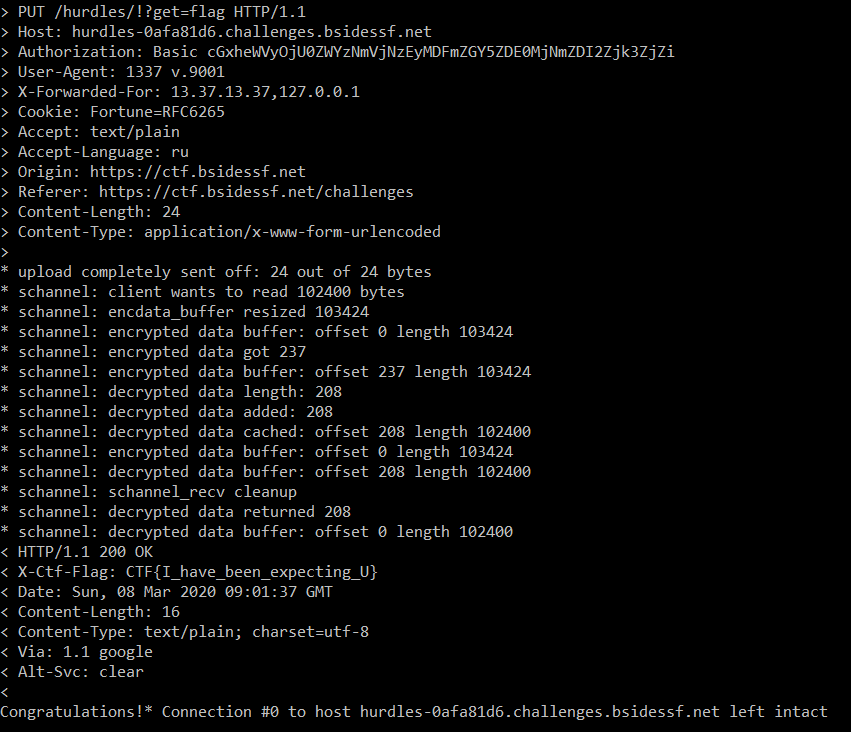 > PUT /hurdles/!?get=flag HTTP/1.1
> Host: hurdles-0afa81d6.challenges.bsidessf.net
> Authorization: Basic cGxheWVyOjU0ZWYzNmVjNzEyMDFmZGY5ZDE0MjNmZDI2Zjk3ZjZi
> User-Agent: 1337 v.9001
> X-Forwarded-For: 13.37.13.37,127.0.0.1
> Cookie: Fortune=RFC6265
> Accept: text/plain
> Accept-Language: ru
> Origin: https://ctf.bsidessf.net
> Referer: https://ctf.bsidessf.net/challenges
> Content-Length: 24
> Content-Type: application/x-www-form-urlencoded
>
* upload completely sent off: 24 out of 24 bytes
* schannel: client wants to read 102400 bytes
* schannel: encdata_buffer resized 103424
* schannel: encrypted data buffer: offset 0 length 103424
* schannel: encrypted data got 237
* schannel: encrypted data buffer: offset 237 length 103424
* schannel: decrypted data length: 208
* schannel: decrypted data added: 208
* schannel: decrypted data cached: offset 208 length 102400
* schannel: encrypted data buffer: offset 0 length 103424
* schannel: decrypted data buffer: offset 208 length 102400
* schannel: schannel_recv cleanup
* schannel: decrypted data returned 208
* schannel: decrypted data buffer: offset 0 length 102400
< HTTP/1.1 200 OK
< X-Ctf-Flag: CTF{I_have_been_expecting_U}
< Date: Sun, 08 Mar 2020 09:01:37 GMT
< Content-Length: 16
< Content-Type: text/plain; charset=utf-8
< Via: 1.1 google
< Alt-Svc: clear
<
Congratulations!* Connection #0 to host hurdles-0afa81d6.challenges.bsidessf.net left intact